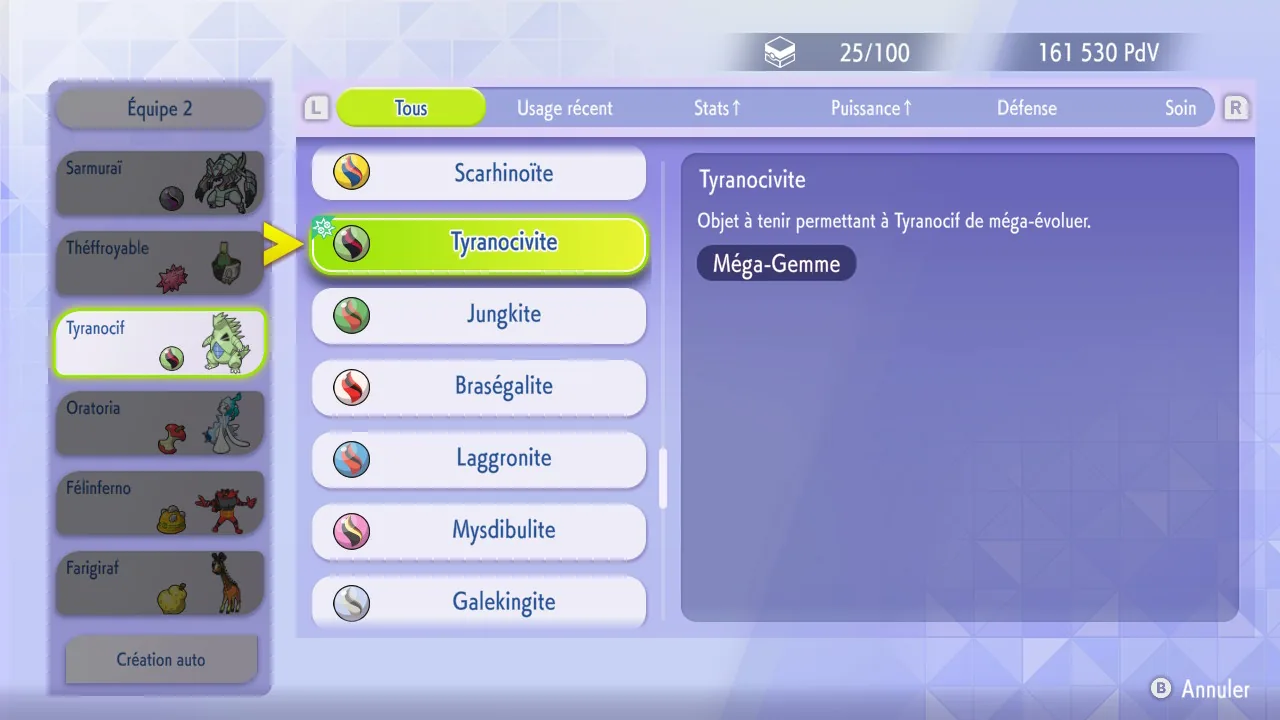 25/100
161 530 PdV
Équipe 2
L
Tous
Usage récent
Stats↑
Puissance↑
Défense
Soin
R
Sarmuraï
Théffroyable
Tyranocif
Oratoria
Félinferno
Farigiraf
Création auto
Scarhinoïte
Tyranocivite
Jungkite
Braségalite
Laggronite
Mysdibulite
Galekingite
Tyranocivite
Objet à tenir permettant à Tyranocif de méga-évoluer.
Méga-Gemme
B Annuler